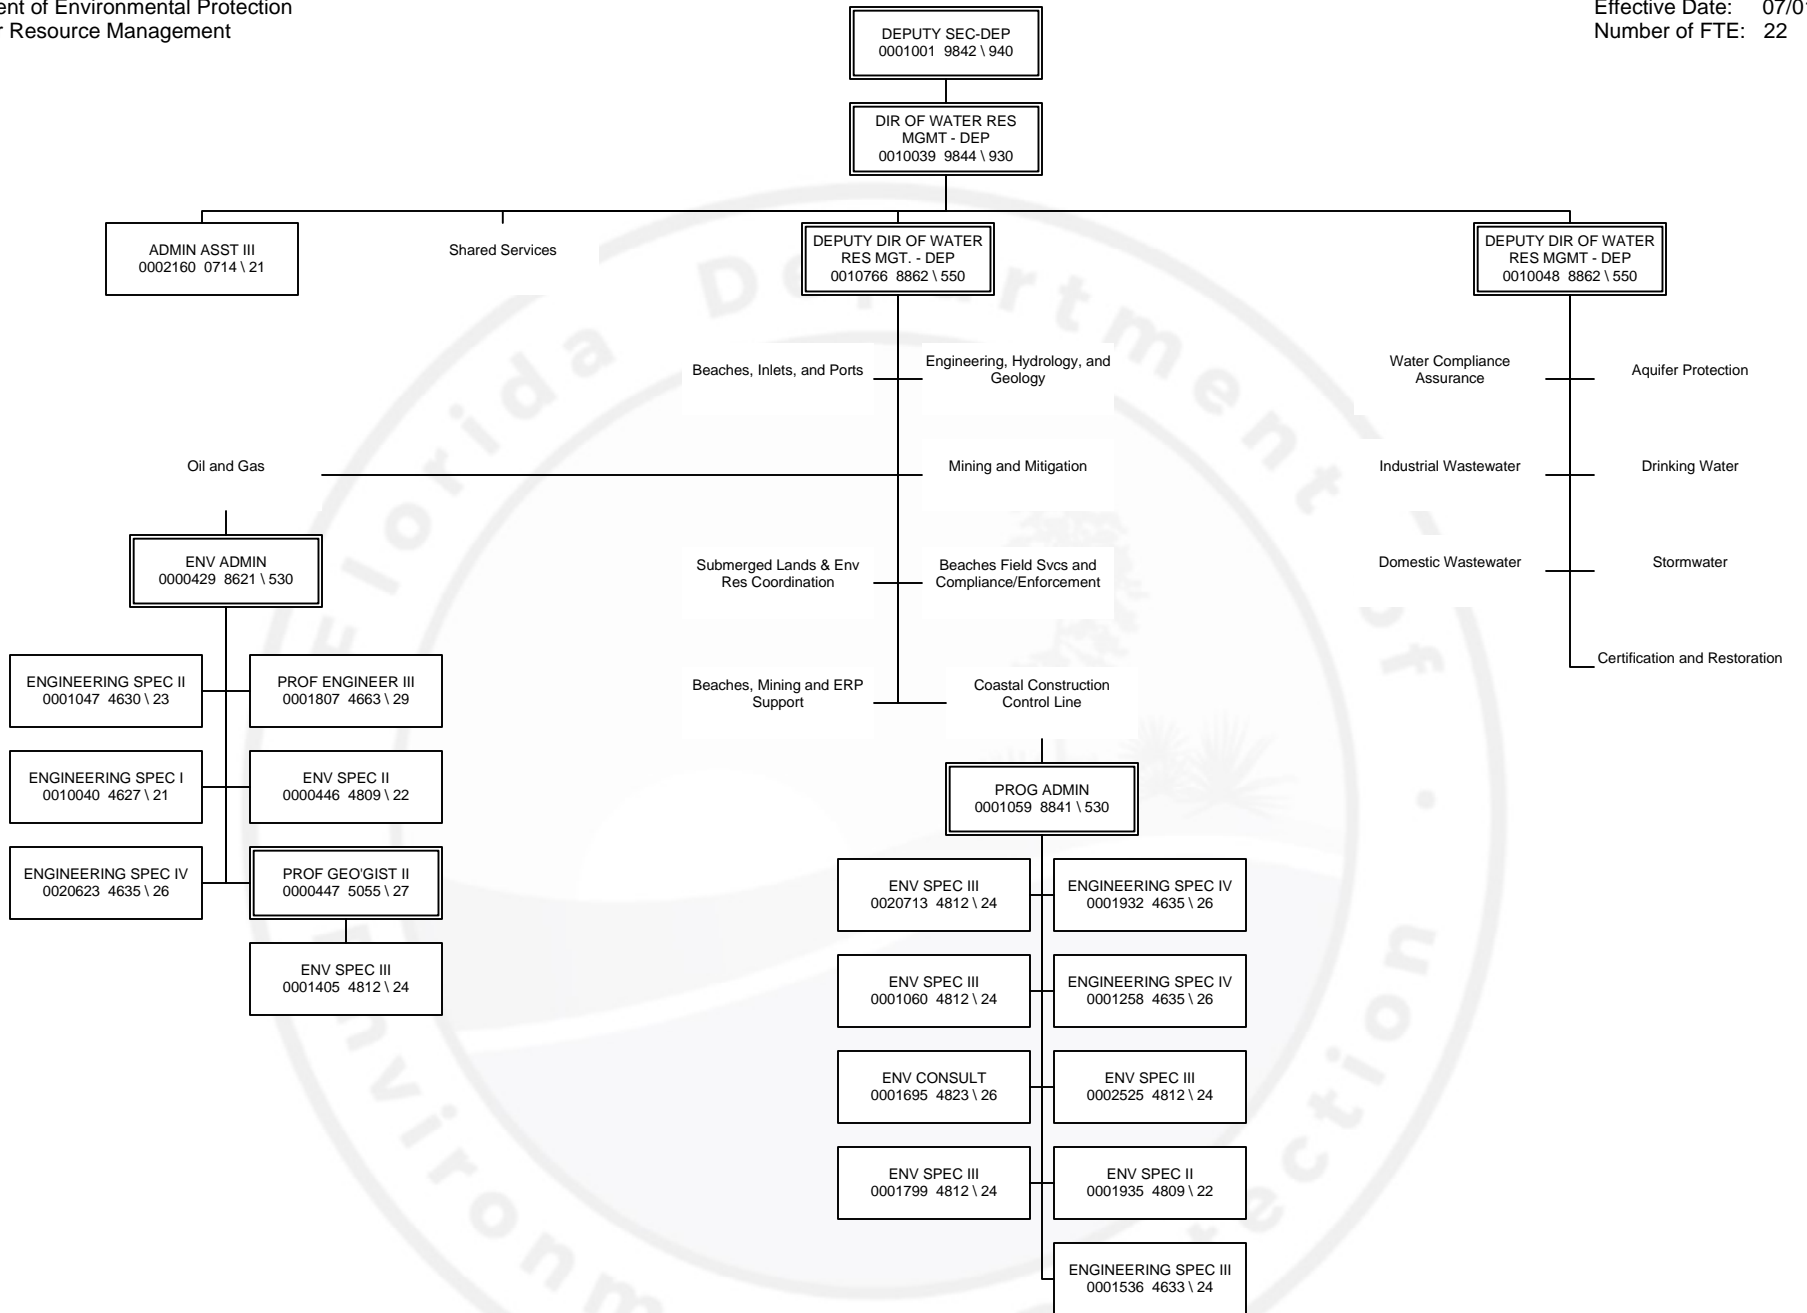 of Environmental Protection
Resource Management
Effective Date:
Number of FTE: 22
DEPUTY SEC-DEP
0001001 9842 \ 940
DIR OF WATER RES
MGMT - DEP
0010039 9844 \ 930
ADMIN ASST III
0002160 0714 \ 21
Shared Services
DEPUTY DIR OF WATER
RES MGT. - DEP
0010766 8862 \ 550
DEPUTY DIR OF WATER
RES MGMT - DEP
0010048 8862 \ 550
Beaches, Inlets, and Ports
Engineering, Hydrology, and
Geology
Water Compliance
Assurance
Aquifer Protection
Oil and Gas
Mining and Mitigation
Industrial Wastewater
Drinking Water
ENV ADMIN
0000429 8621 \ 530
Submerged Lands & Env
Res Coordination
Beaches Field Svcs and
Compliance/Enforcement
Domestic Wastewater
Stormwater
Certification and Restoration
ENGINEERING SPEC II
0001047 4630 \ 23
PROF ENGINEER III
0001807 4663 \ 29
Beaches, Mining and ERP
Support
Coastal Construction
Control Line
ENGINEERING SPEC I
0010040 4627 \ 21
ENV SPEC II
0000446 4809 \ 22
PROG ADMIN
0001059 8841 \ 530
ENGINEERING SPEC IV
0020623 4635 \ 26
PROF GEO'GIST II
0000447 5055 \ 27
ENV SPEC III
0001405 4812 \ 24
ENV SPEC III
0020713 4812 \ 24
ENGINEERING SPEC IV
0001932 4635 \ 26
ENV SPEC III
0001060 4812 \ 24
ENGINEERING SPEC IV
0001258 4635 \ 26
ENV CONSULT
0001695 4823 \ 26
ENV SPEC III
0002525 4812 \ 24
ENV SPEC III
0001799 4812 \ 24
ENV SPEC II
0001935 4809 \ 22
ENGINEERING SPEC III
0001536 4633 \ 24
Florida Department of